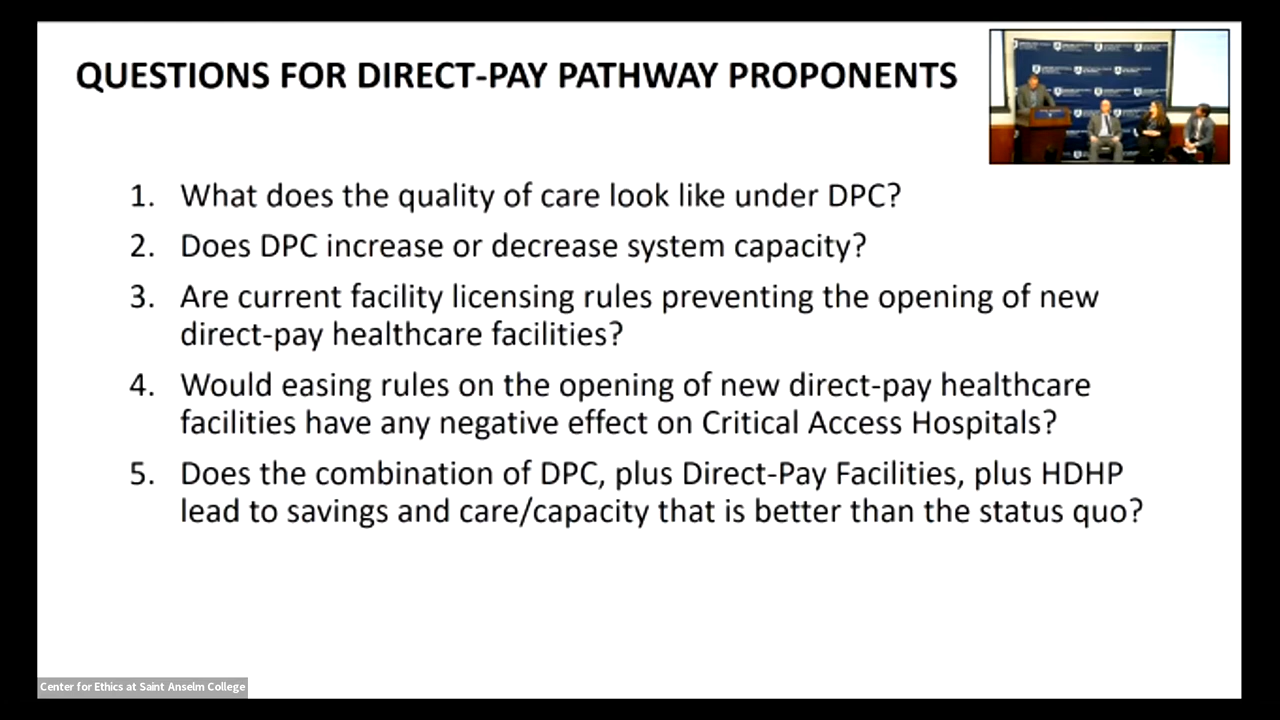 QUESTIONS FOR DIRECT-PAY PATHWAY PROPONENTS
1. What does the quality of care look like under DPC?
2. Does DPC increase or decrease system capacity?
3. Are current facility licensing rules preventing the opening of new
direct-pay healthcare facilities?
4. Would easing rules on the opening of new direct-pay healthcare
facilities have any negative effect on Critical Access Hospitals?
5. Does the combination of DPC, plus Direct-Pay Facilities, plus HDHP
lead to savings and care/capacity that is better than the status quo?
Center for Ethics at Saint Anselm College